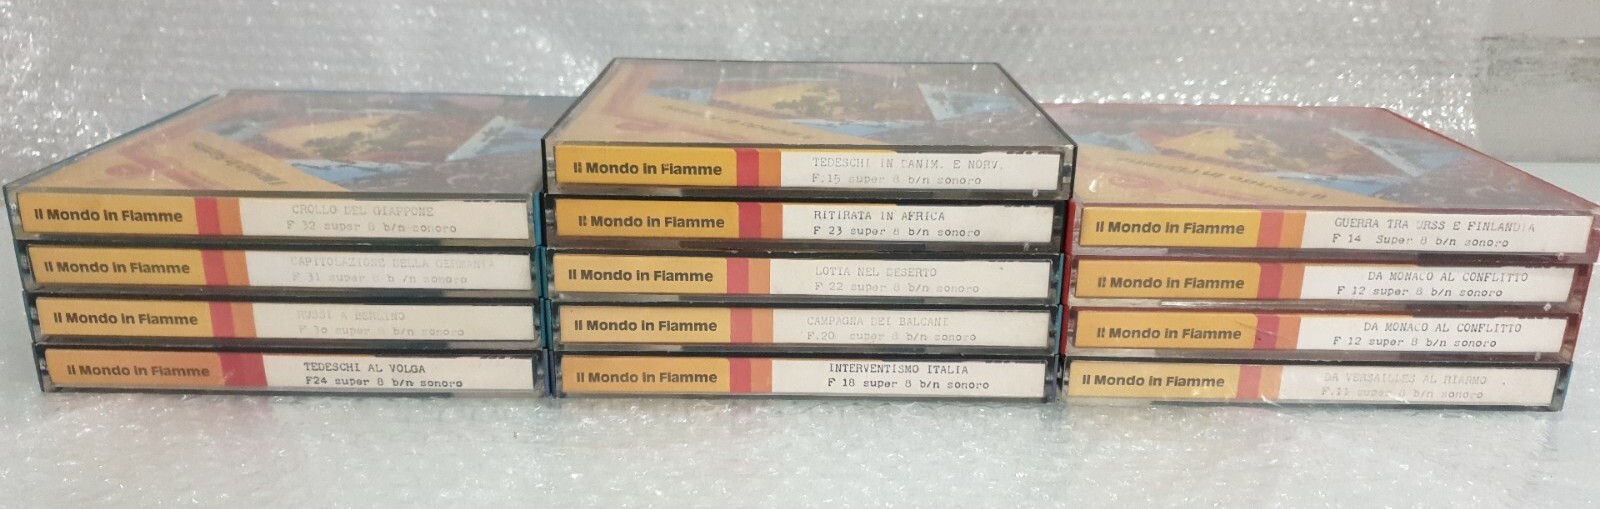 Il Mondo in Fiamme
CROLLO DEL GIAPPONE
F 32 super 8 b/n sonoro
Il Mondo in Fiamme
CAPITOLAZIONE DELLA GERMANIA
F 31 super 8 b/n sonoro
Il Mondo in Fiamme
RUSSI A BERLINO
F 30 super 8 b/n sonoro
Il Mondo in Fiamme
TEDESCHI AL VOLGA
F24 super 8 b/n sonoro
Il Mondo in Fiamme
TEDESCHI IN DANIM. E NORV.
F.15 super 8 b/n sonoro
Il Mondo in Fiamme
RITIRATA IN AFRICA
F 23 super 8 b/n sonoro
Il Mondo in Fiamme
LOTTA NEL DESERTO
F 22 super 8 b/n sonoro
Il Mondo in Fiamme
CAMPAGNA DEI BALCANI
F.20 super 8 b/n sonoro
Il Mondo in Fiamme
INTERVENTISMO ITALIA
F 18 super 8 b/n sonoro
Il Mondo in Fiamme
GUERRA TRA URSS E FINLANDIA
F 14 Super 8 b/n sonoro
Il Mondo in Fiamme
DA MONACO AL CONFLITTO
F 12 super 8 b/n sonoro
Il Mondo in Fiamme
DA MONACO AL CONFLITTO
F 12 super 8 b/n sonoro
Il Mondo in Fiamme
DA VERSAILLES AL RIARMO
F.11 super 8 b/n sonoro